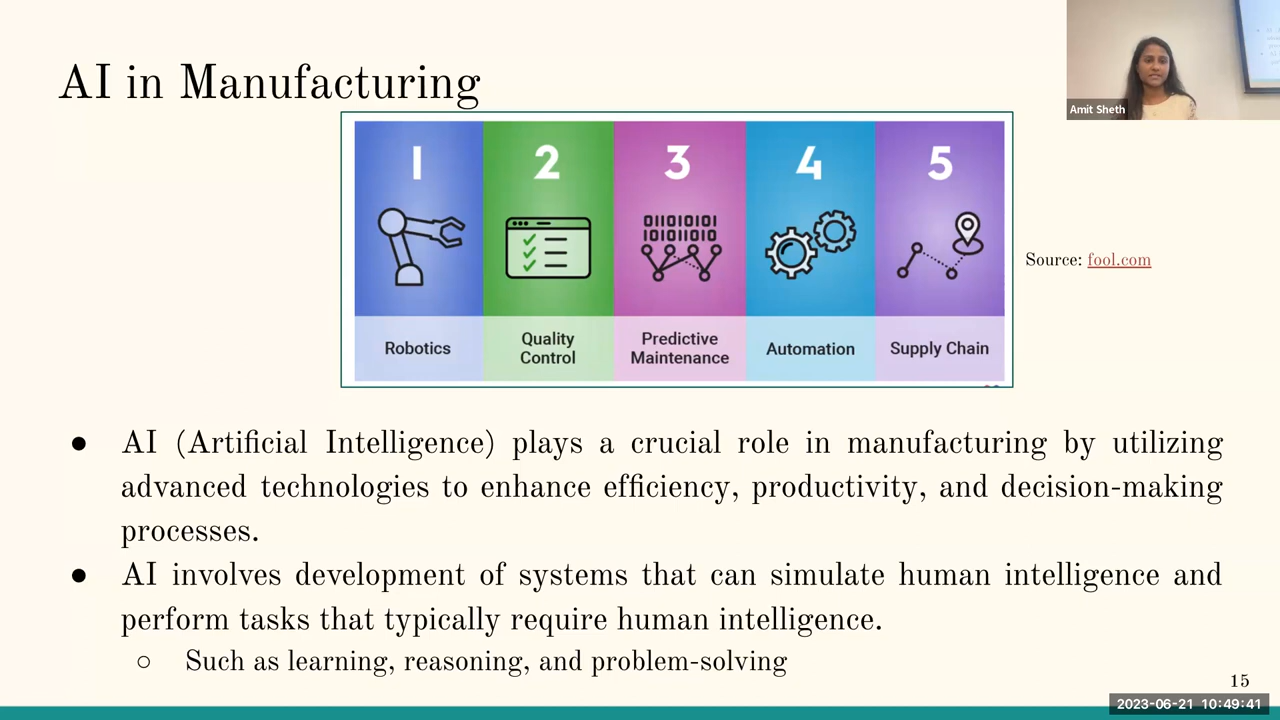 AI in Manufacturing
Amit Sheth
1
2
3
4
5
011010101
10101101O
Robotics
Quality
Control
Predictive
Maintenance
Automation
Supply Chain
Source: fool.com
● AI (Artificial Intelligence) plays a crucial role in manufacturing by utilizing
advanced technologies to enhance efficiency, productivity, and decision-making
processes.
● AI involves development of systems that can simulate human intelligence and
perform tasks that typically require human intelligence.
○ Such as learning, reasoning, and problem-solving
15
2023-06-21 10:49:41